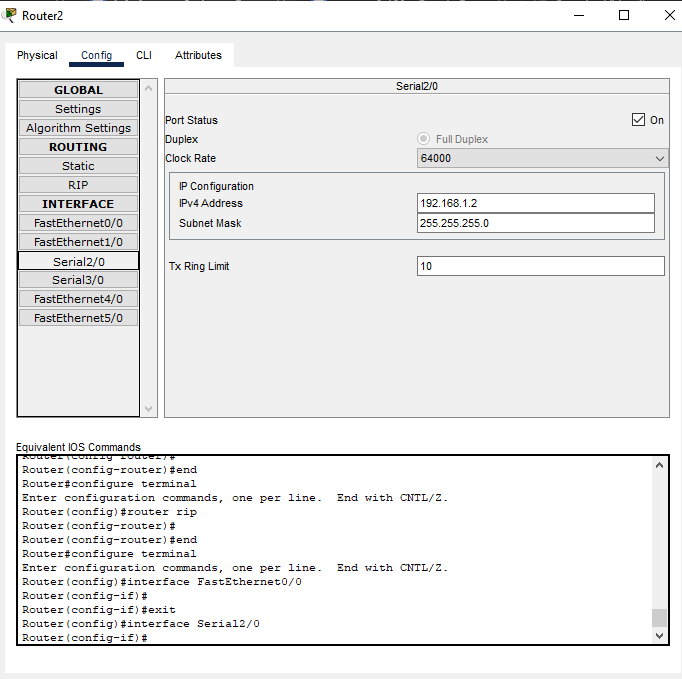 Router2
Physical Config CLI Attributes
GLOBAL
Settings
Algorithm Settings
ROUTING
Static
RIP
INTERFACE
FastEthernet0/0
FastEthernet1/0
Serial2/0
Serial3/0
FastEthernet4/0
FastEthernet5/0
Serial2/0
Port Status On
Duplex Full Duplex
Clock Rate 64000
IP Configuration
IPv4 Address 192.168.1.2
Subnet Mask 255.255.255.0
Tx Ring Limit 10
Equivalent IOS Commands
Router(config-router)#
Router(config-router)#end
Router#configure terminal
Enter configuration commands, one per line.  End with CNTL/Z.
Router(config)#router rip
Router(config-router)#
Router(config-router)#end
Router#configure terminal
Enter configuration commands, one per line.  End with CNTL/Z.
Router(config)#interface FastEthernet0/0
Router(config-if)#
Router(config-if)#exit
Router(config)#interface Serial2/0
Router(config-if)#